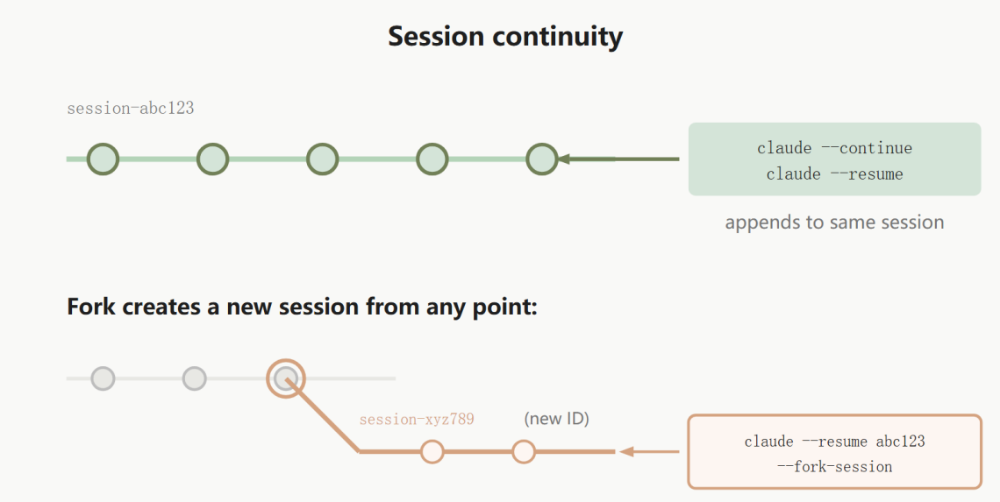 Session continuity
session-abc123
claude --continue
claude --resume
appends to same session
Fork creates a new session from any point:
session-xyz789
(new ID)
claude --resume abc123
--fork-session